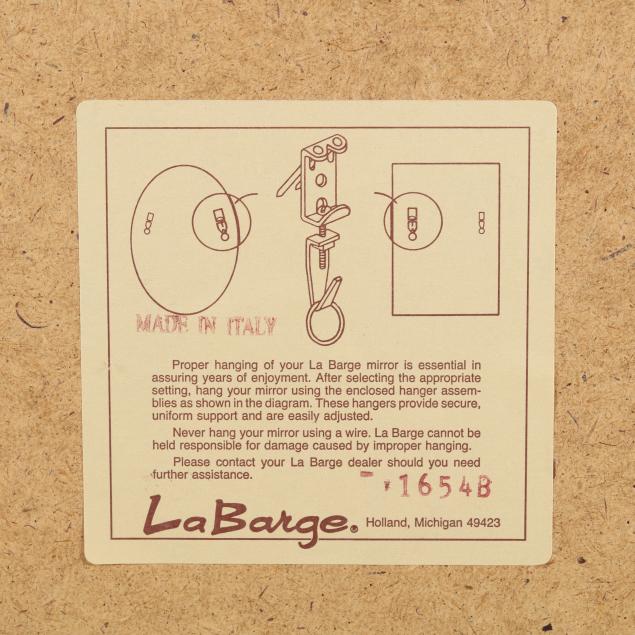 MADE IN ITALY
Proper hanging of your La Barge mirror is essential in
assuring years of enjoyment. After selecting the appropriate
setting, hang your mirror using the enclosed hanger assem-
blies as shown in the diagram. These hangers provide secure,
uniform support and are easily adjusted.
Never hang your mirror using a wire. La Barge cannot be
held responsible for damage caused by improper hanging.
Please contact your La Barge dealer should you need
further assistance.
1654B
LaBarge® Holland, Michigan 49423